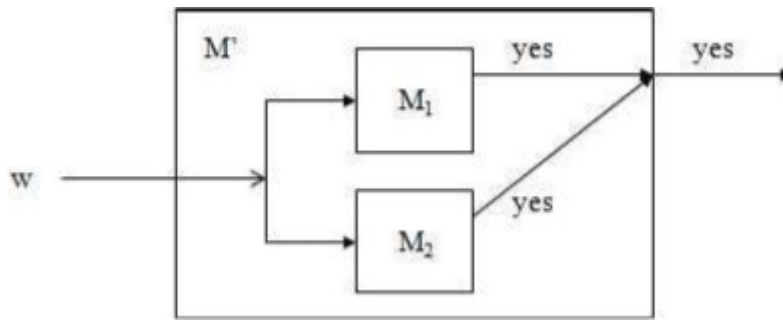 M'
yes
yes
M₁
w
yes
M₂